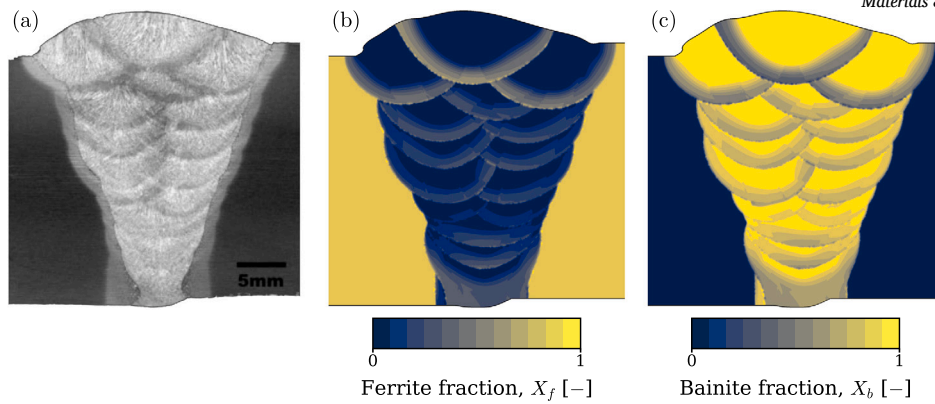 Materials &
(a)
(b)
(c)
5mm
0
1
0
1
Ferrite fraction, X_f [−]
Bainite fraction, X_b [−]